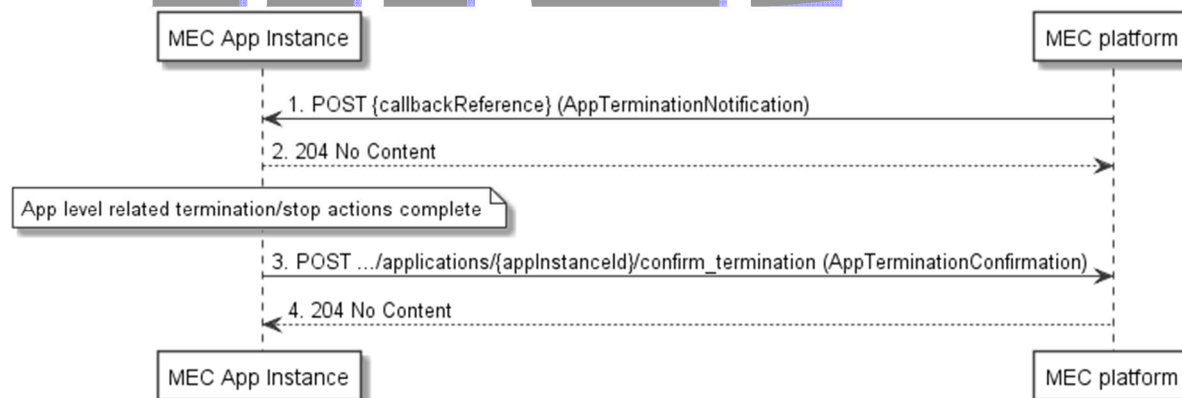 MEC App Instance
MEC platform
1. POST {callbackReference} (AppTerminationNotification)
2. 204 No Content
App level related termination/stop actions complete
3. POST .../applications/{appInstanceId}/confirm_termination (AppTerminationConfirmation)
4. 204 No Content
MEC App Instance
MEC platform